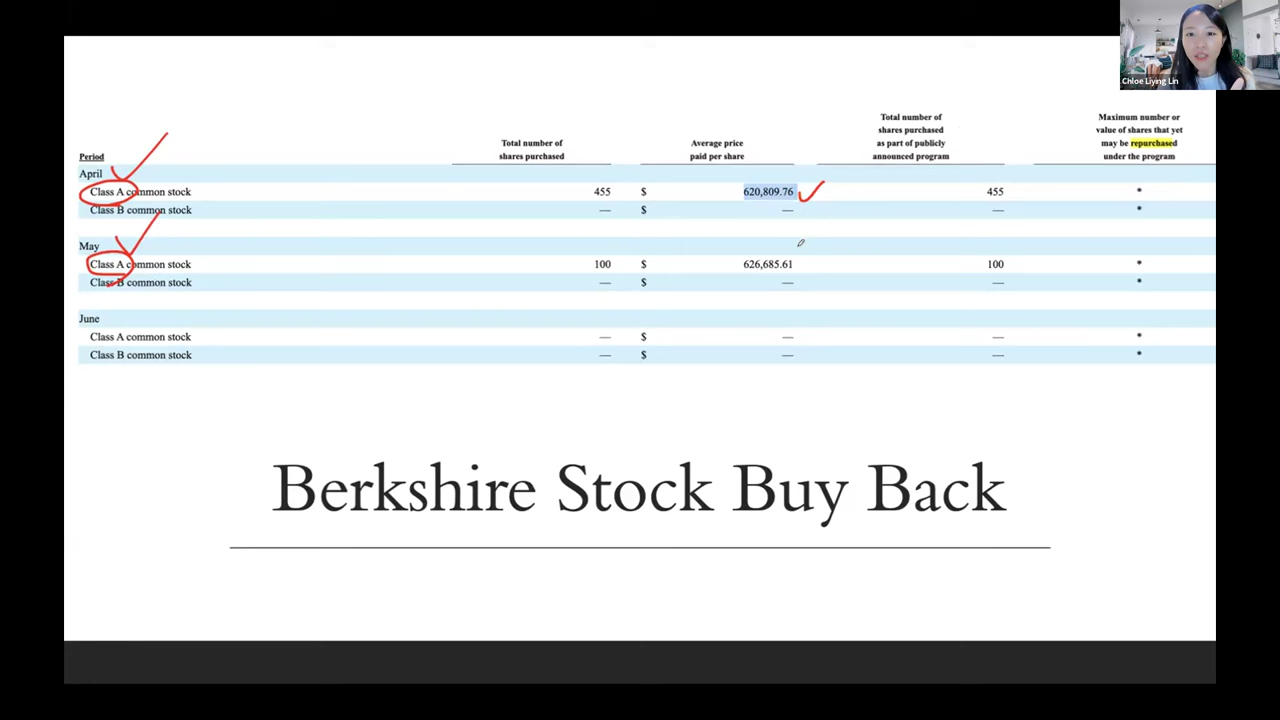 Chloe Liying Lin
Total number of shares purchased
Average price paid per share
Total number of shares purchased as part of publicly announced program
Maximum number or value of shares that yet may be repurchased under the program
Period
April
Class A common stock 455 $ 620,809.76 455 *
Class B common stock — $ — — *
May
Class A common stock 100 $ 626,685.61 100 *
Class B common stock — $ — — *
June
Class A common stock — $ — — *
Class B common stock — $ — — *
Berkshire Stock Buy Back